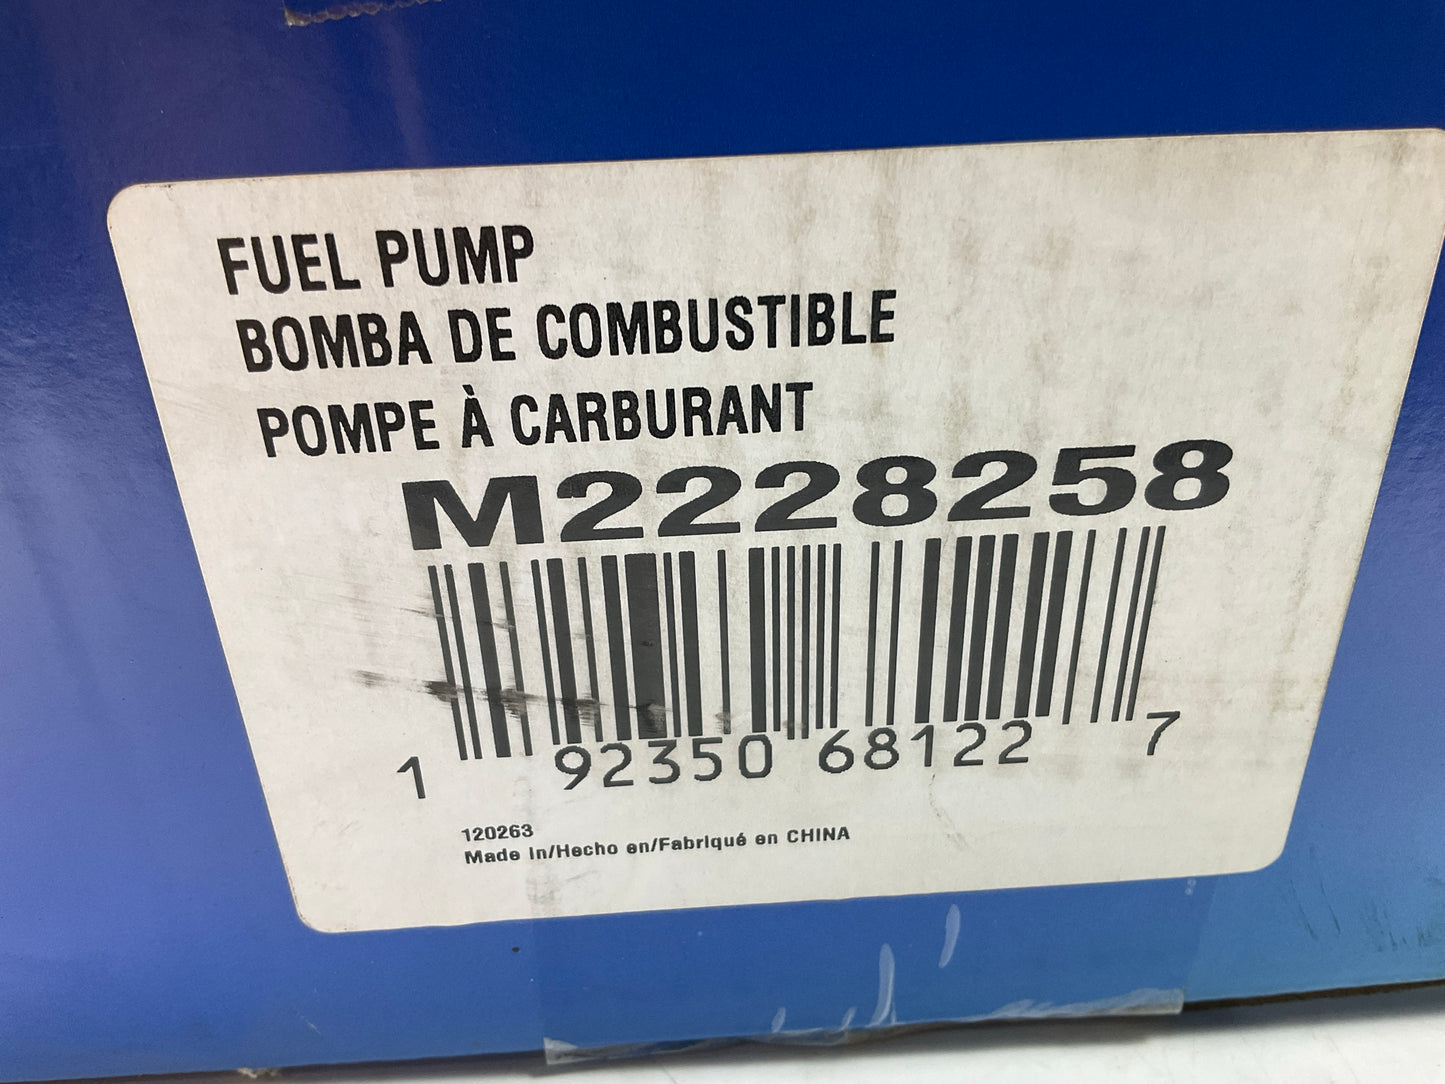 FUEL PUMP
BOMBA DE COMBUSTIBLE
POMPE À CARBURANT
M2228258
1 92350 68122 7
120263
Made in/Hecho en/Fabriqué en CHINA